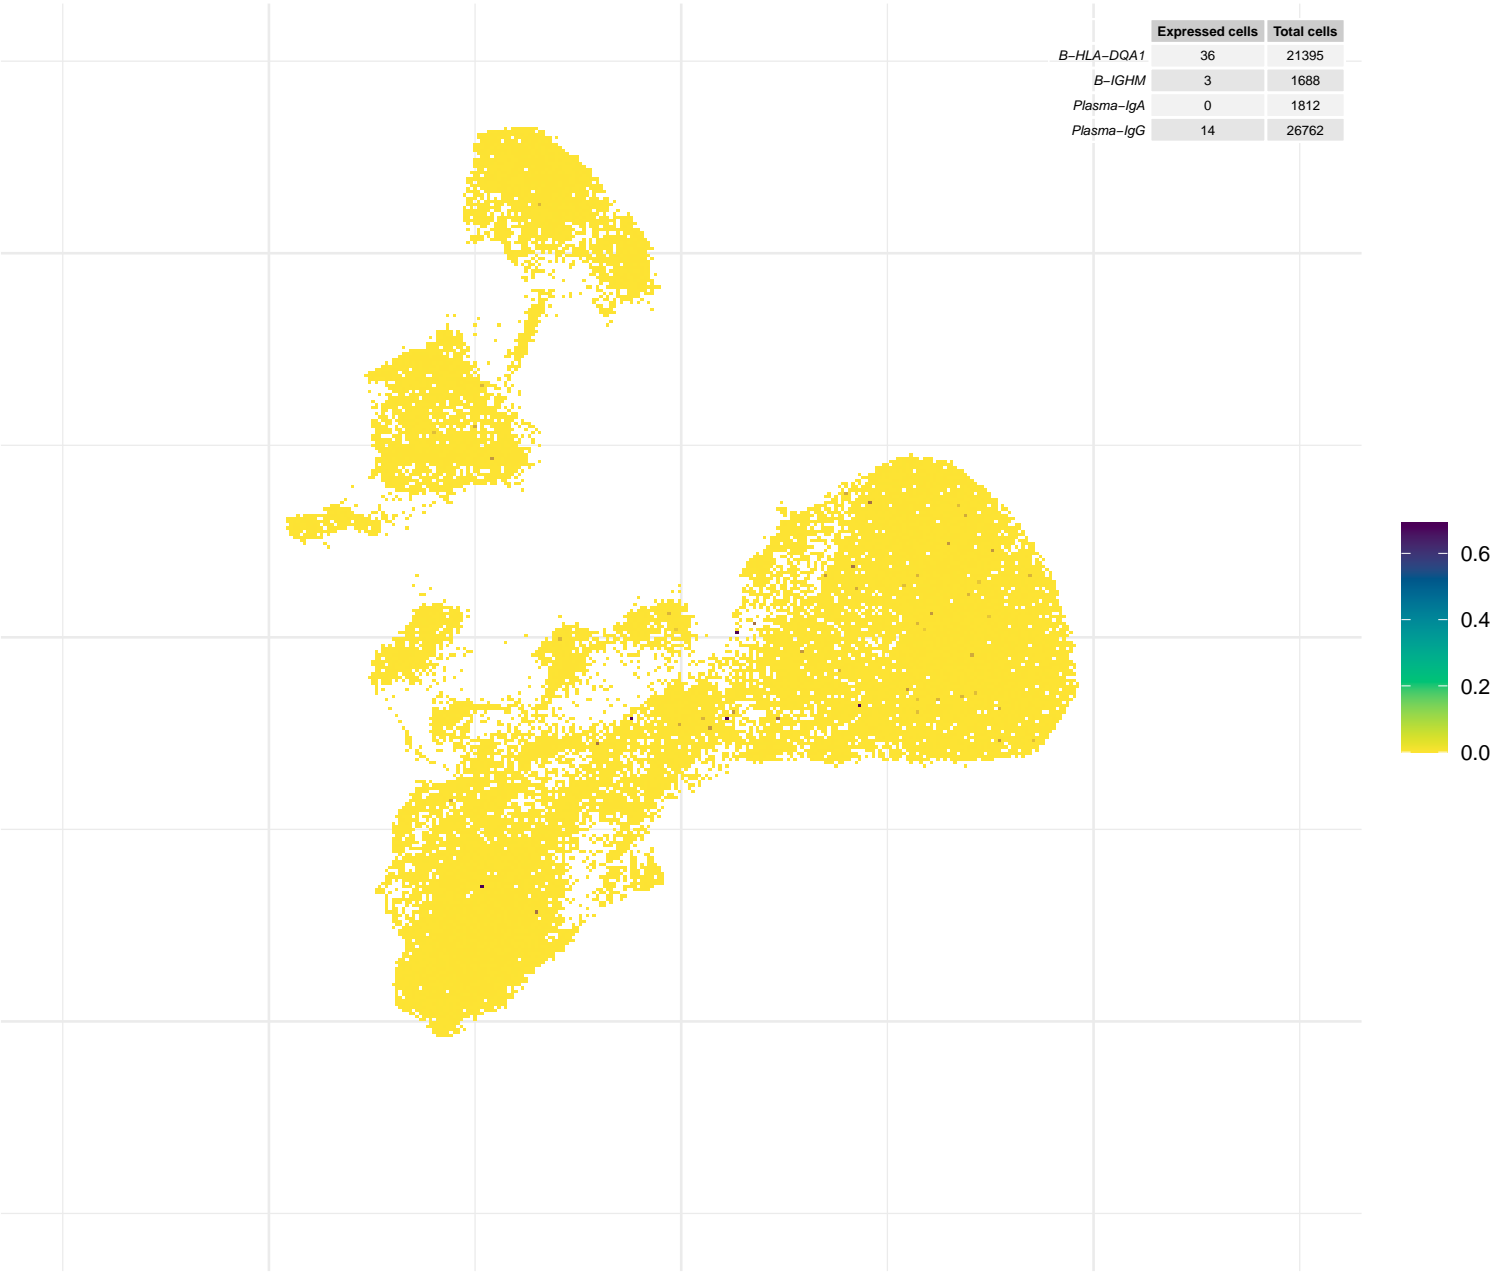 Expressed cells Total cells
B−HLA−DQA1 36 21395
B−IGHM 3 1688
Plasma−IgA 0 1812
Plasma−IgG 14 26762
0.6
0.4
0.2
0.0